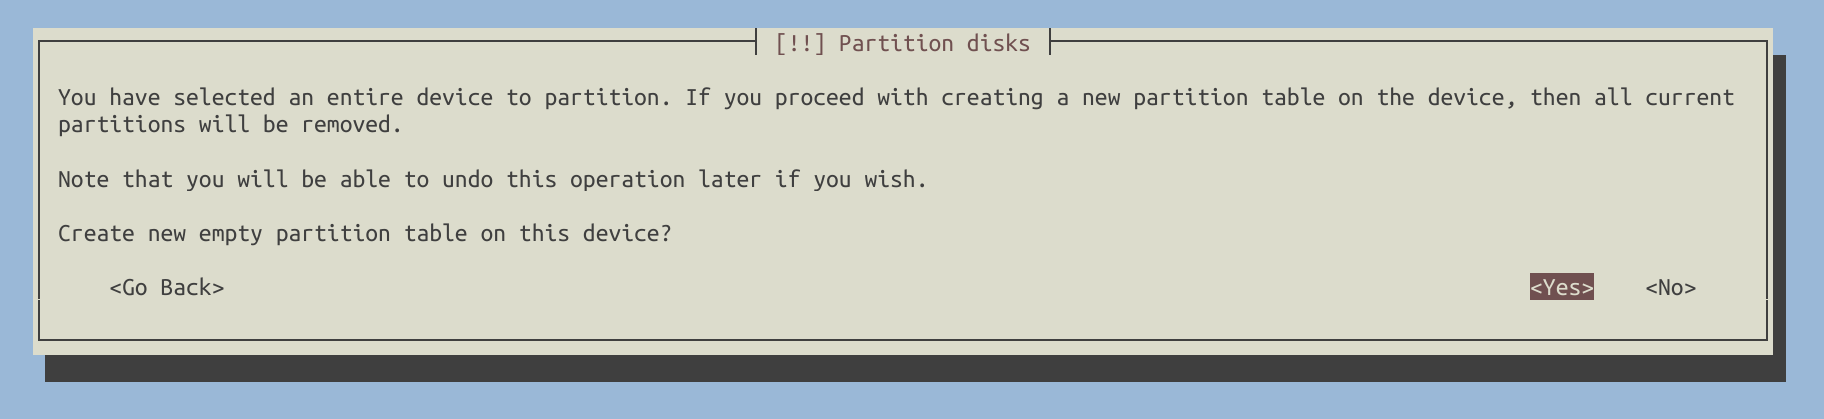 [!!] Partition disks
You have selected an entire device to partition. If you proceed with creating a new partition table on the device, then all current
partitions will be removed.
Note that you will be able to undo this operation later if you wish.
Create new empty partition table on this device?
<Go Back> <Yes> <No>